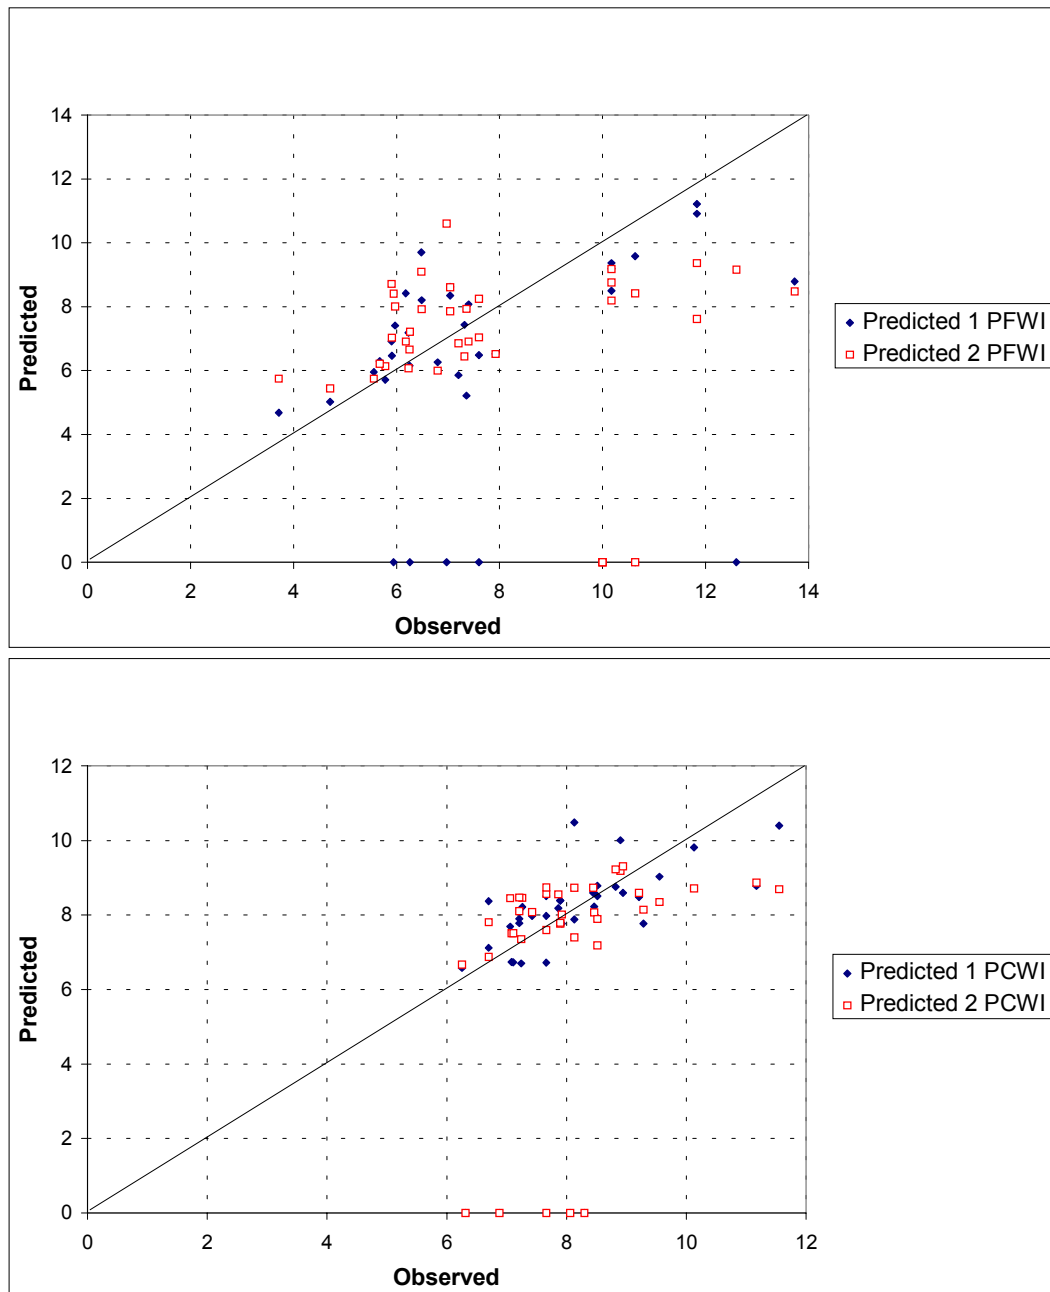 14
12
10
8
6
4
2
0
0 2 4 6 8 10 12 14
Predicted
Observed
Predicted 1 PFWI
Predicted 2 PFWI
12
10
8
6
4
2
0
0 2 4 6 8 10 12
Predicted
Observed
Predicted 1 PCWI
Predicted 2 PCWI